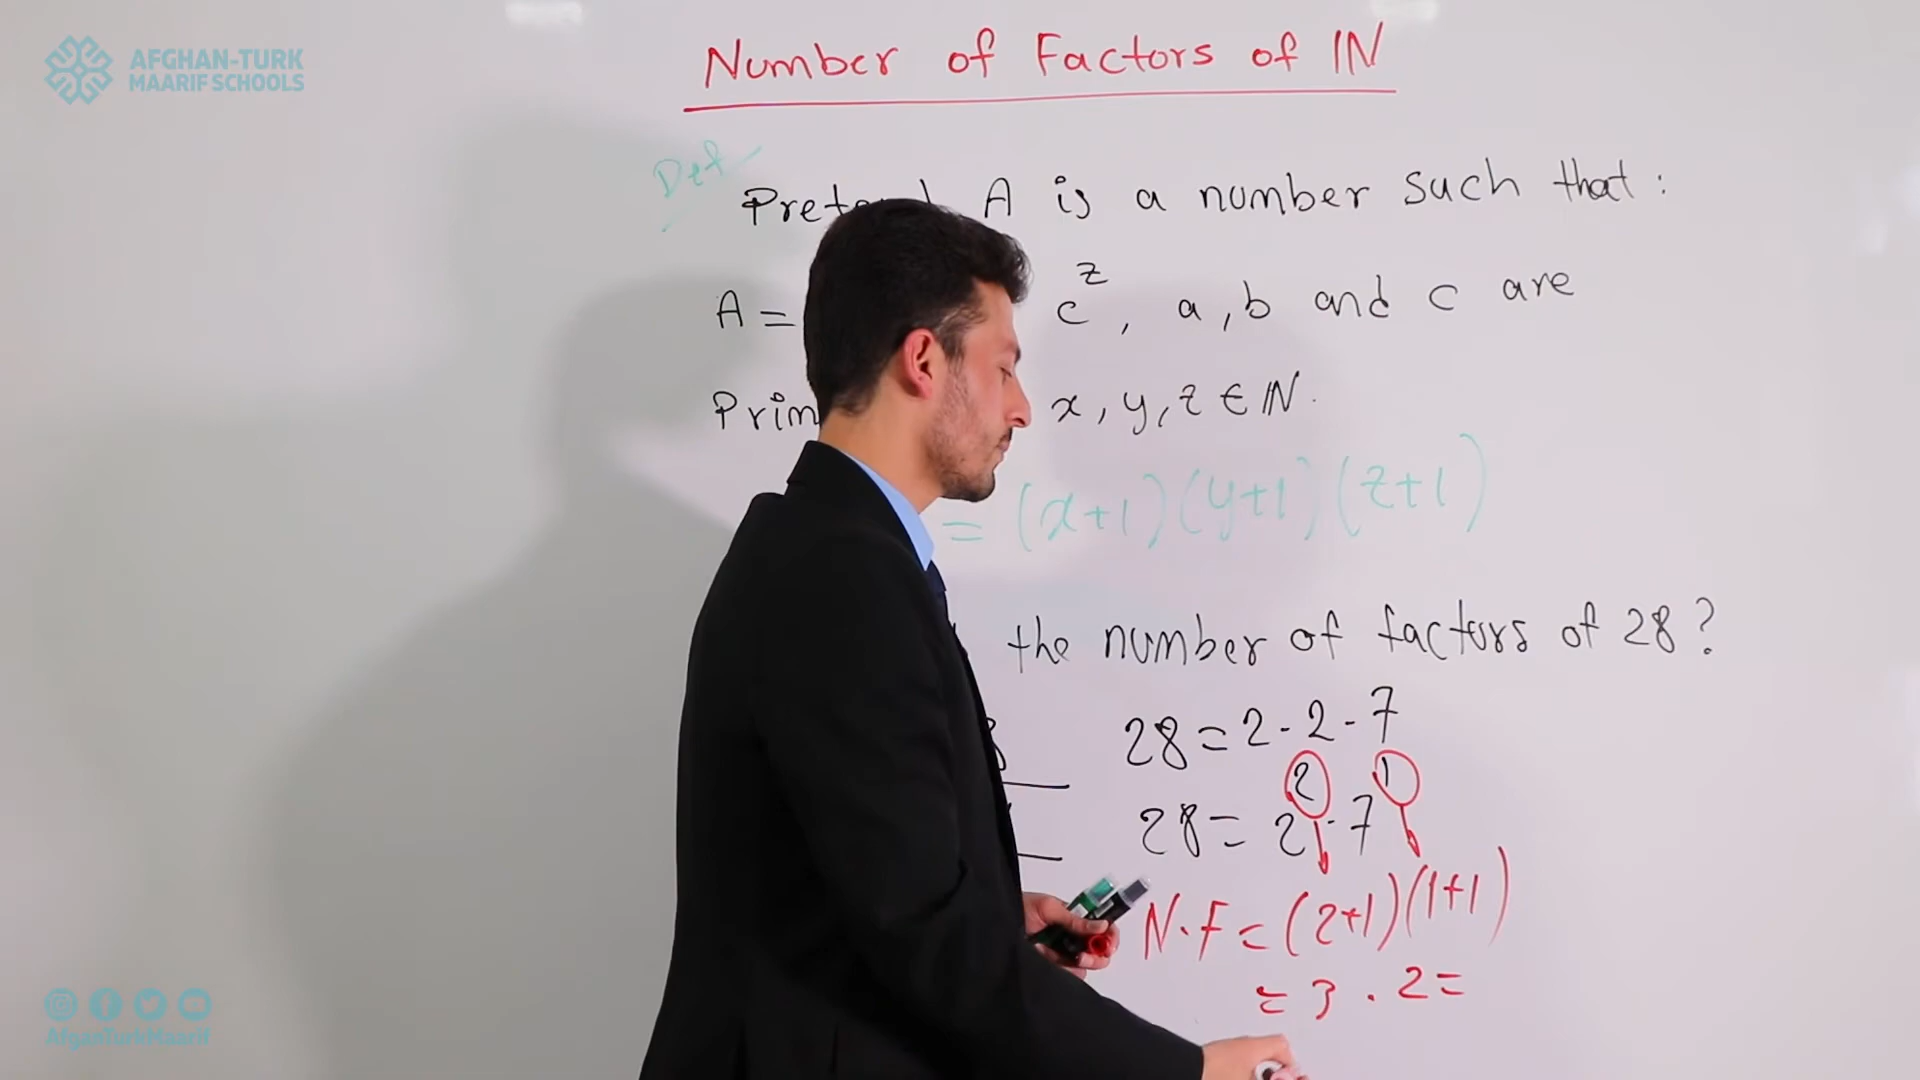 AFGHAN-TURK
MAARIF SCHOOLS
Number of Factors of IN
Def
A is a number such that:
A = c^z, a, b and c are
x, y, z ∈ IN.
= (x+1)(y+1)(z+1)
the number of factors of 28?
28 = 2 · 2 · 7
28 = 2^2 · 7^1
N.F = (2+1)(1+1)
= 3 . 2 =
AfganTurkMaarif